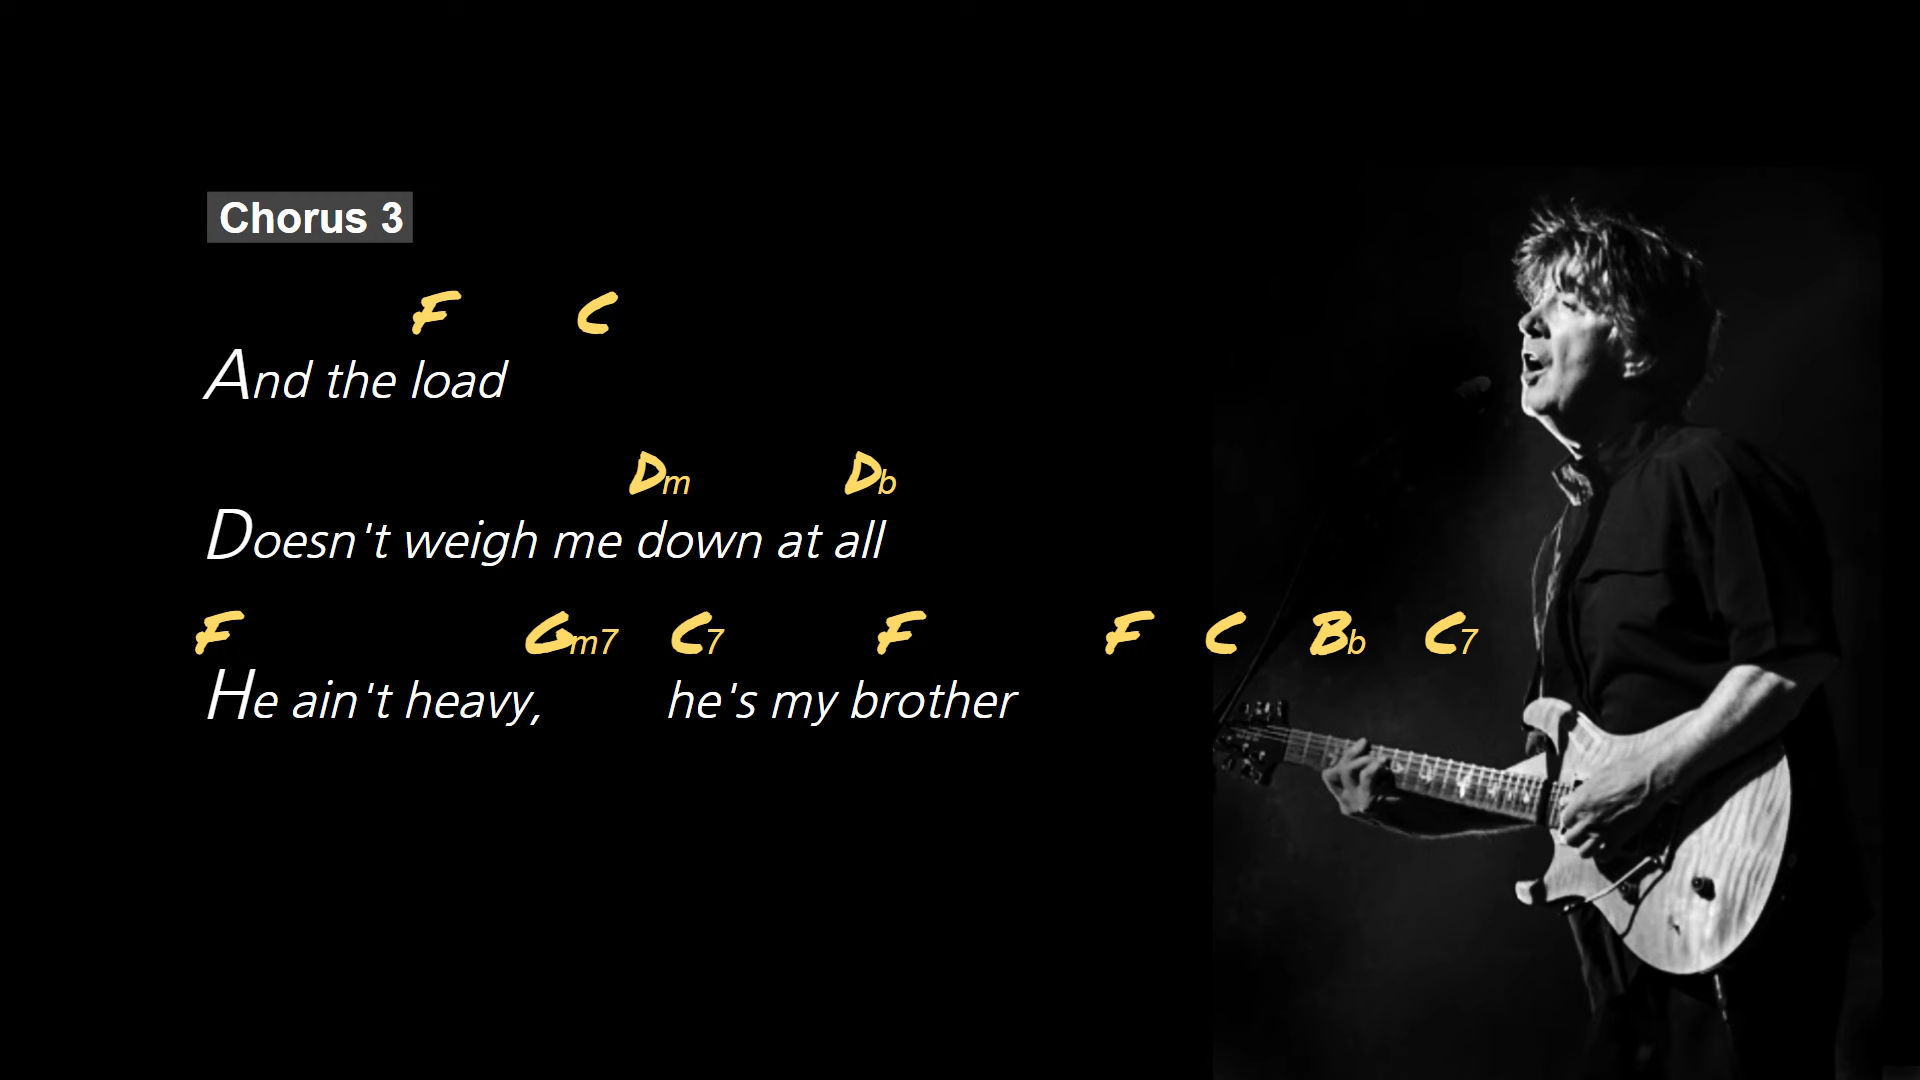 Chorus 3
F C
And the load
Dm Db
Doesn't weigh me down at all
F Gm7 C7 F F C Bb C7
He ain't heavy, he's my brother